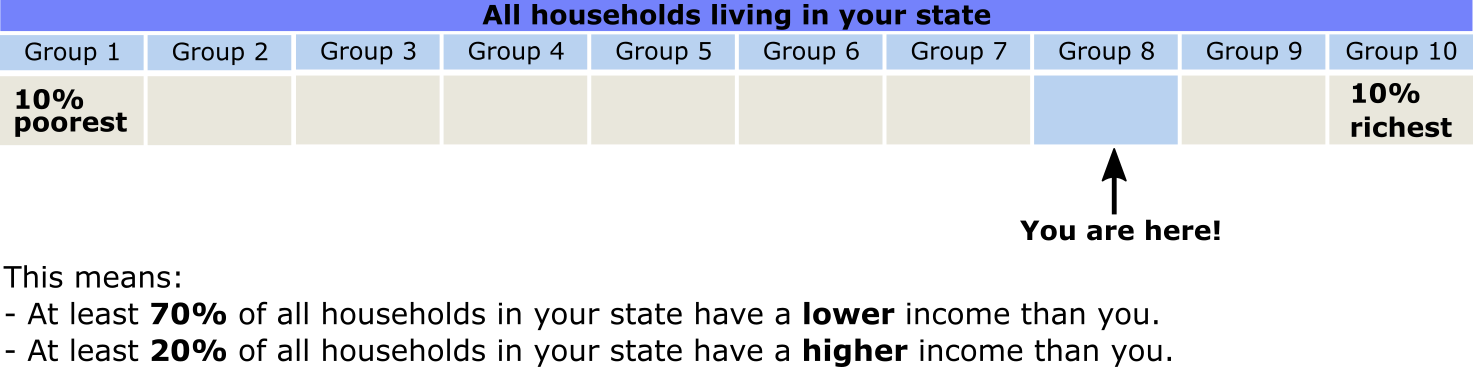 All households living in your state
Group 1 Group 2 Group 3 Group 4 Group 5 Group 6 Group 7 Group 8 Group 9 Group 10
10% poorest
10% richest
You are here!
This means:
- At least 70% of all households in your state have a lower income than you.
- At least 20% of all households in your state have a higher income than you.